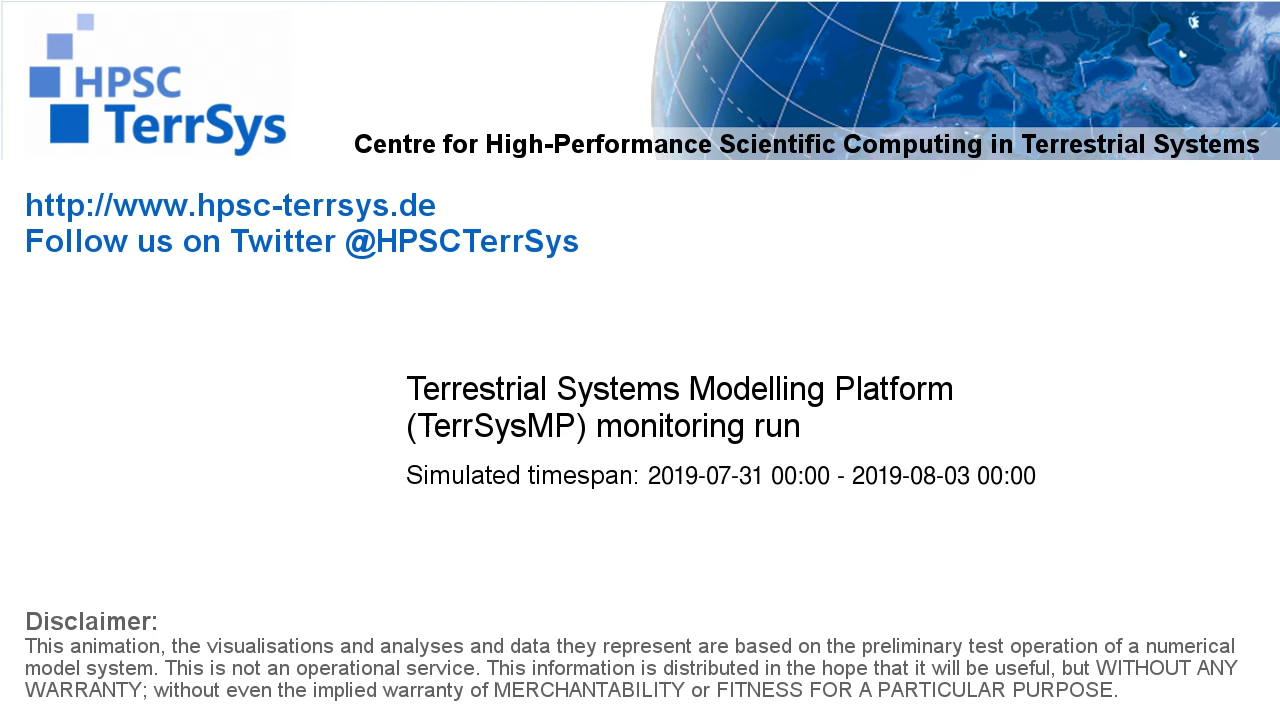 HPSC
TerrSys
Centre for High-Performance Scientific Computing in Terrestrial Systems
http://www.hpsc-terrsys.de
Follow us on Twitter @HPSCTerrSys
Terrestrial Systems Modelling Platform
(TerrSysMP) monitoring run
Simulated timespan: 2019-07-31 00:00 - 2019-08-03 00:00
Disclaimer:
This animation, the visualisations and analyses and data they represent are based on the preliminary test operation of a numerical
model system. This is not an operational service. This information is distributed in the hope that it will be useful, but WITHOUT ANY
WARRANTY; without even the implied warranty of MERCHANTABILITY or FITNESS FOR A PARTICULAR PURPOSE.